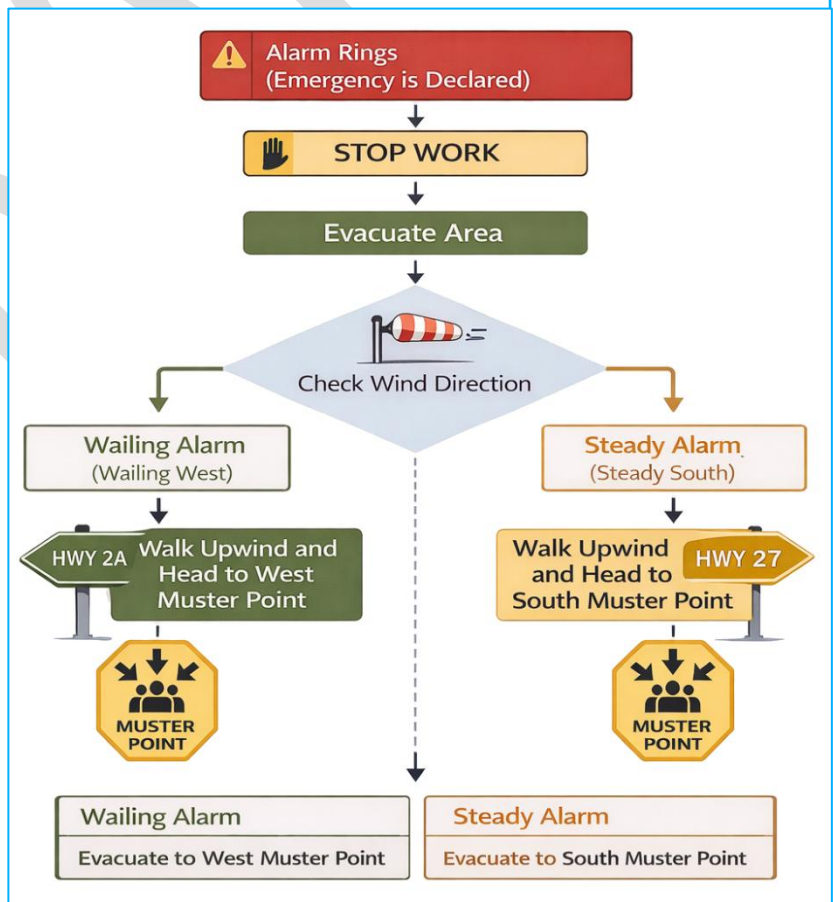 Alarm Rings
(Emergency is Declared)
STOP WORK
Evacuate Area
Check Wind Direction
Wailing Alarm
(Wailing West)
Steady Alarm.
(Steady South)
HWY 2A
Walk Upwind and
Head to West
Muster Point
Walk Upwind
and Head to
South Muster Point
HWY 27
MUSTER
POINT
MUSTER
POINT
Wailing Alarm
Evacuate to West Muster Point
Steady Alarm
Evacuate to South Muster Point